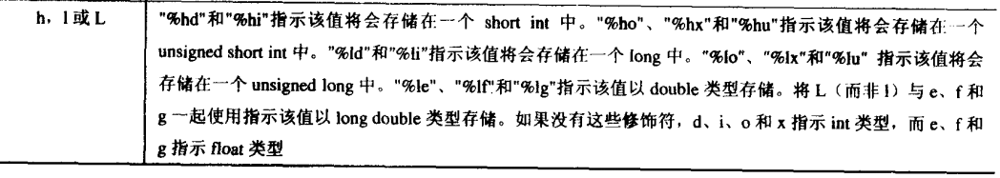 h，l或L "%hd"和"%hi"指示该值将会存储在一个 short int 中。"%ho"、"%hx"和"%hu"指示该值将会存储在一个
unsigned short int 中。"%ld"和"%li"指示该值将会存储在一个 long 中。"%lo"、"%lx"和"%lu" 指示该值将会
存储在一个 unsigned long 中。"%le"、"%lf"和"%lg"指示该值以 double 类型存储。将 L（而非 l）与 e、f 和
g 一起使用指示该值以 long double 类型存储。如果没有这些修饰符，d、i、o 和 x 指示 int 类型，而 e、f 和
g 指示 float 类型